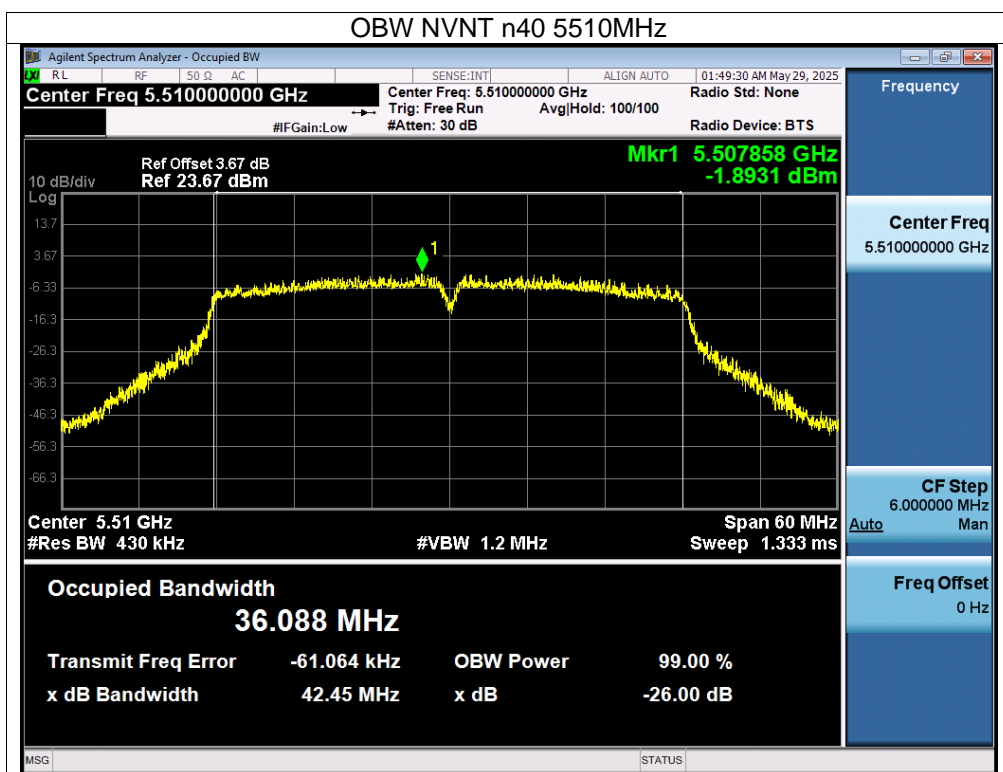 OBW NVNT n40 5510MHz
Agilent Spectrum Analyzer - Occupied BW
LXI RL RF 50 Ω AC SENSE:INT ALIGN AUTO 01:49:30 AM May 29, 2025
Center Freq 5.510000000 GHz
Center Freq: 5.510000000 GHz Radio Std: None
Trig: Free Run Avg|Hold: 100/100
#IFGain:Low #Atten: 30 dB Radio Device: BTS
Mkr1 5.507858 GHz
-1.8931 dBm
Ref Offset 3.67 dB
10 dB/div Ref 23.67 dBm
Log
13.7
3.67
-6.33
-16.3
-26.3
-36.3
-46.3
-56.3
-66.3
1
Center 5.51 GHz Span 60 MHz
#Res BW 430 kHz #VBW 1.2 MHz Sweep 1.333 ms
Occupied Bandwidth
36.088 MHz
Transmit Freq Error -61.064 kHz OBW Power 99.00 %
x dB Bandwidth 42.45 MHz x dB -26.00 dB
MSG STATUS
Frequency
Center Freq
5.510000000 GHz
CF Step
6.000000 MHz
Auto Man
Freq Offset
0 Hz